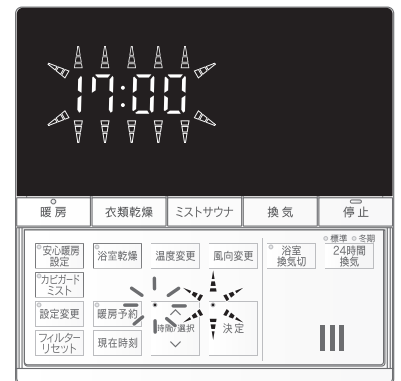 17:00
暖房 衣類乾燥 ミストサウナ 換気 停止
標準 冬期
安心暖房
設定
浴室乾燥 温度変更 風向変更
浴室
換気切
24時間
換気
カビガード
ミスト
設定変更 暖房予約
時間/選択
決定
フィルター
リセット
現在時刻